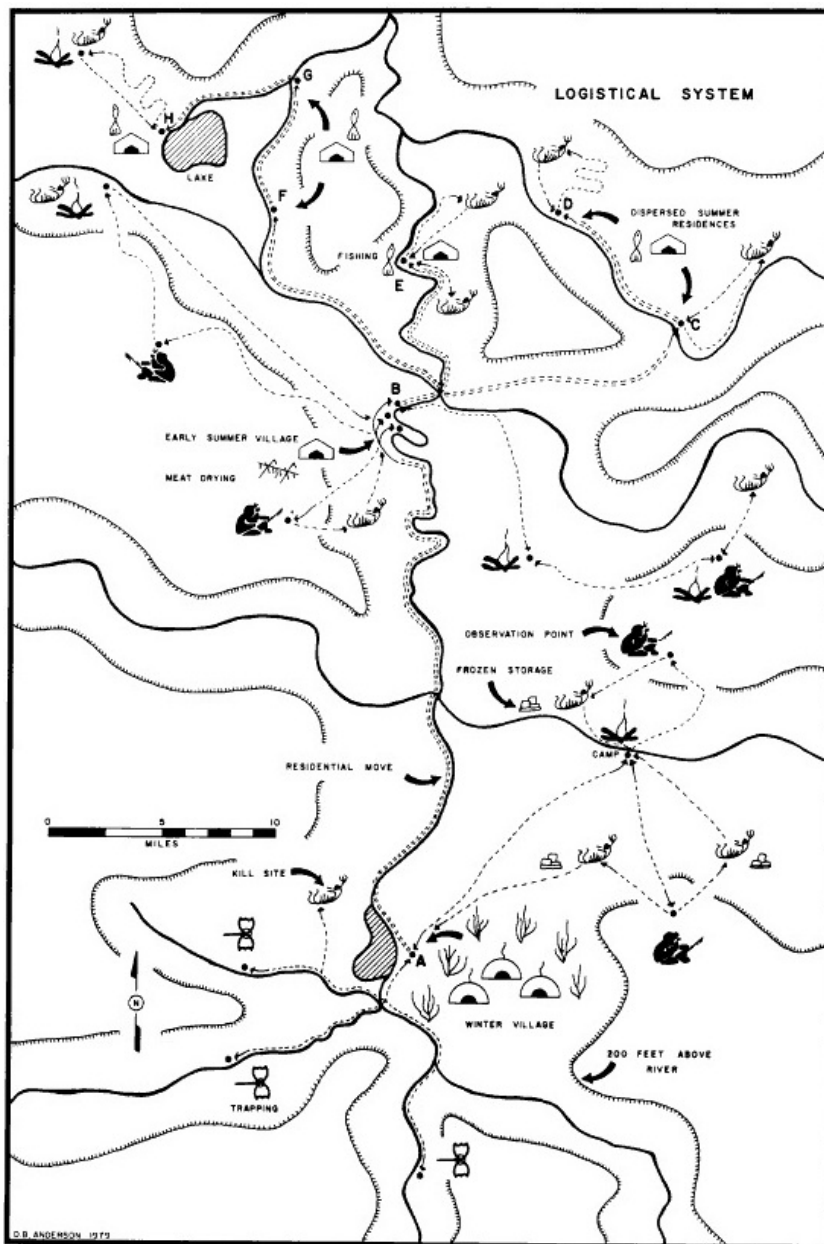 LOGISTICAL SYSTEM
G
H
LAKE
F
D
DISPERSED SUMMER
RESIDENCES
FISHING
E
C
B
EARLY SUMMER VILLAGE
MEAT DRYING
OBSERVATION POINT
FROZEN STORAGE
CAMP
RESIDENTIAL MOVE
0 5 10
MILES
KILL SITE
A
N
WINTER VILLAGE
200 FEET ABOVE
RIVER
TRAPPING
D.B. ANDERSON 1979